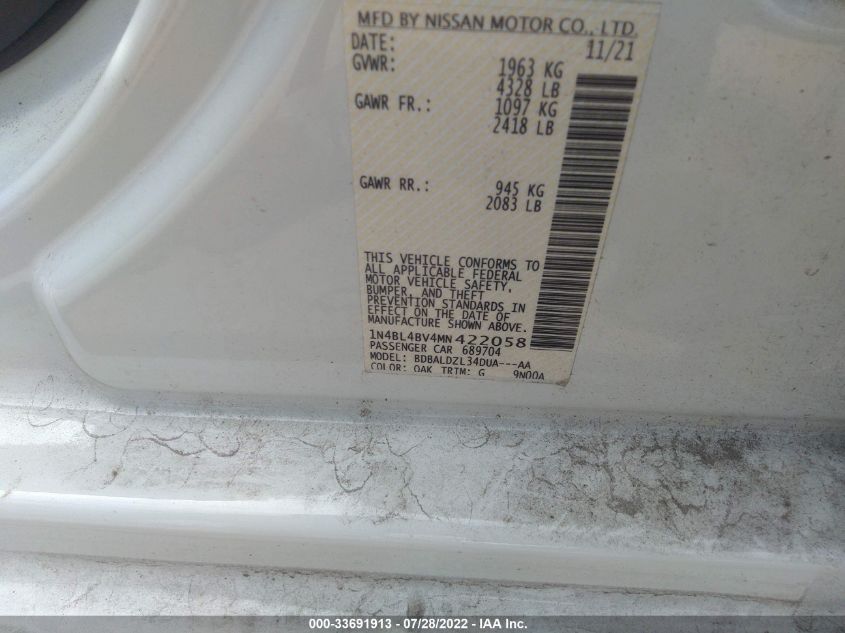 MFD BY NISSAN MOTOR CO., LTD.
DATE: 11/21
GVWR: 1963 KG
4328 LB
GAWR FR.: 1097 KG
2418 LB
GAWR RR.: 945 KG
2083 LB
THIS VEHICLE CONFORMS TO
ALL APPLICABLE FEDERAL
MOTOR VEHICLE SAFETY,
BUMPER, AND THEFT
PREVENTION STANDARDS IN
EFFECT ON THE DATE OF
MANUFACTURE SHOWN ABOVE.
1N4BL4BV4MN422058
PASSENGER CAR 689704
MODEL: BDBALDZL34DUA---AA
COLOR: QAK TRIM: G 9N00A
000-33691913 / 07/28/2022 - IAA Inc.